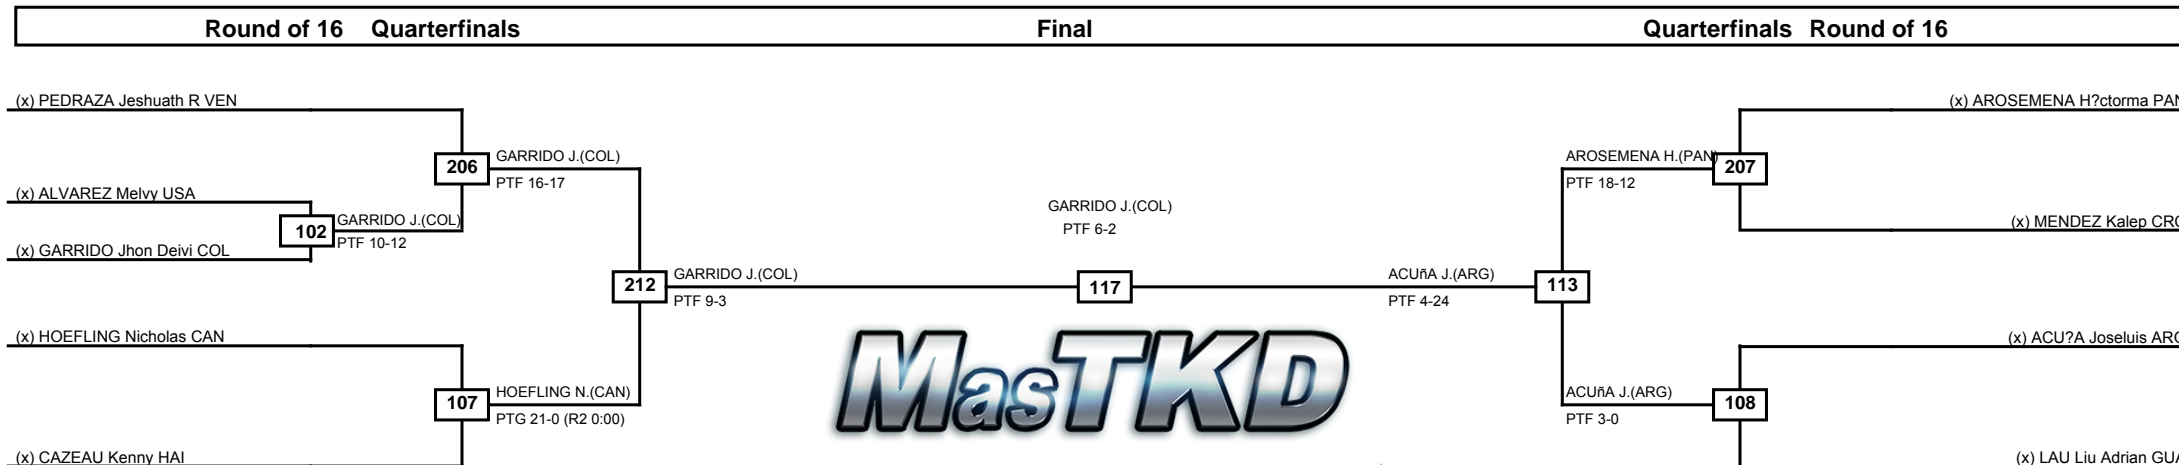 Round of 16 Quarterfinals Final Quarterfinals Round of 16
(x) PEDRAZA Jeshuath R VEN
(x) AROSEMENA H?ctorma PAN
206
GARRIDO J.(COL)
PTF 16-17
AROSEMENA H.(PAN)
PTF 18-12
207
(x) ALVAREZ Melvy USA
102
GARRIDO J.(COL)
PTF 10-12
(x) GARRIDO Jhon Deivi COL
GARRIDO J.(COL)
PTF 6-2
(x) MENDEZ Kalep CRC
212
GARRIDO J.(COL)
PTF 9-3
117
ACUñA J.(ARG)
PTF 4-24
113
(x) HOEFLING Nicholas CAN
(x) ACU?A Joseluis ARG
MasTKD
107
HOEFLING N.(CAN)
PTG 21-0 (R2 0:00)
ACUñA J.(ARG)
PTF 3-0
108
(x) CAZEAU Kenny HAI
(x) LAU Liu Adrian GUA